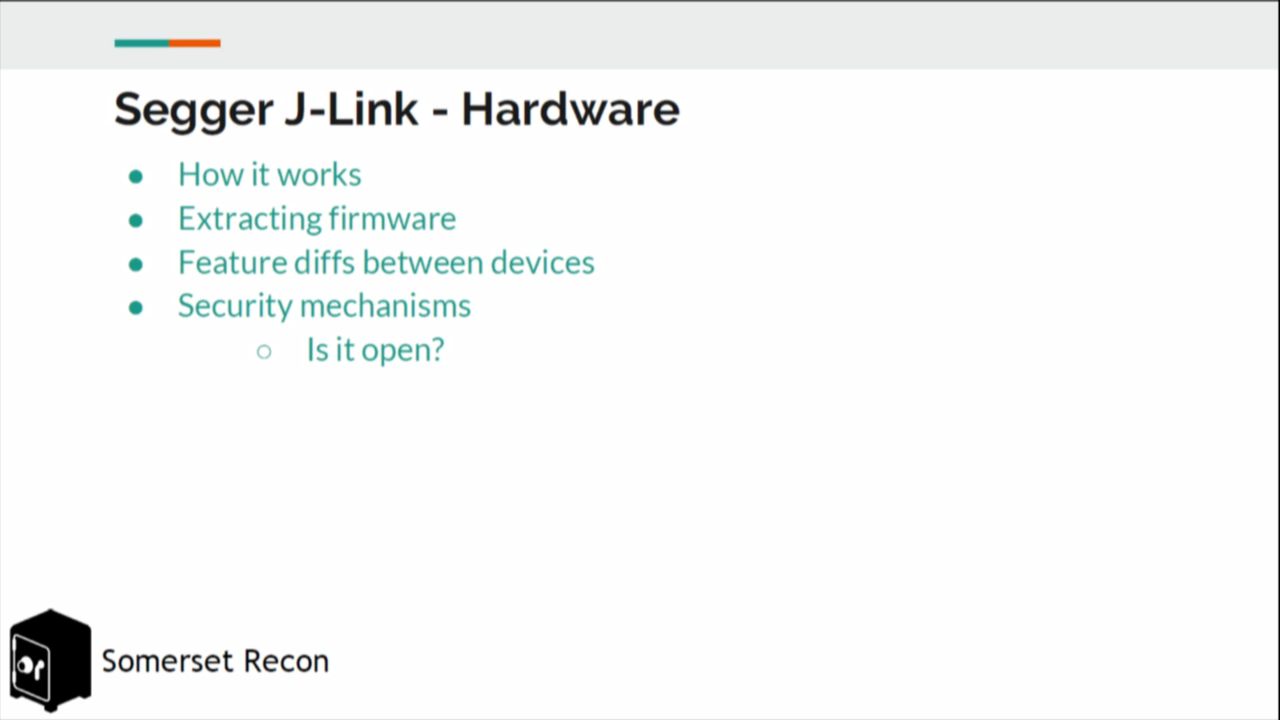 Segger J-Link - Hardware
● How it works
● Extracting firmware
● Feature diffs between devices
● Security mechanisms
○ Is it open?
Somerset Recon